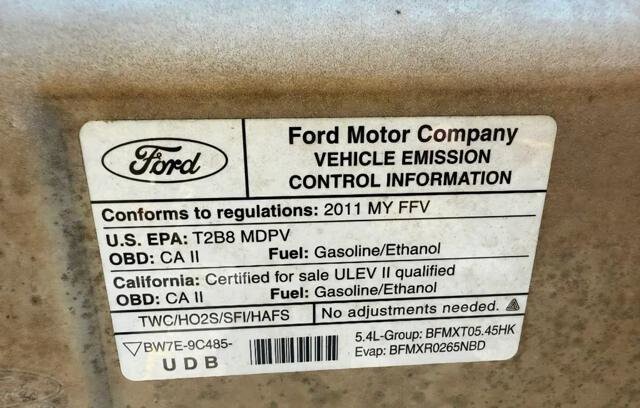 Ford
Ford Motor Company
VEHICLE EMISSION
CONTROL INFORMATION
Conforms to regulations: 2011 MY FFV
U.S. EPA: T2B8 MDPV
OBD: CA II Fuel: Gasoline/Ethanol
California: Certified for sale ULEV II qualified
OBD: CA II Fuel: Gasoline/Ethanol
TWC/HO2S/SFI/HAFS No adjustments needed.
BW7E-9C485- 5.4L-Group: BFMXT05.45HK
UDB Evap: BFMXR0265NBD